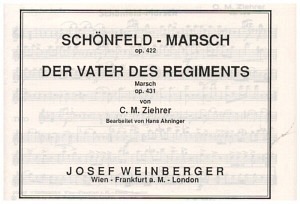 C. M. Ziehrer
SCHÖNFELD - MARSCH
op. 422
DER VATER DES REGIMENTS
Marsch
op. 431
von
C. M. Ziehrer
Bearbeitet von Hans Ahninger
JOSEF WEINBERGER
Wien - Frankfurt a. M. - London